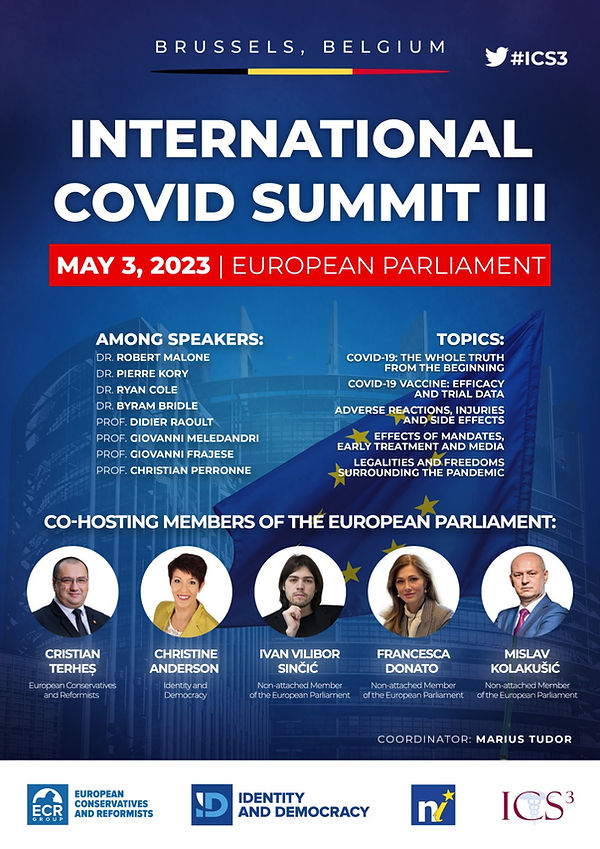 BRUSSELS, BELGIUM
#ICS3
INTERNATIONAL
COVID SUMMIT III
MAY 3, 2023 | EUROPEAN PARLIAMENT
AMONG SPEAKERS:
DR. ROBERT MALONE
DR. PIERRE KORY
DR. RYAN COLE
DR. BYRAM BRIDLE
PROF. DIDIER RAOULT
PROF. GIOVANNI MELEDANDRI
PROF. GIOVANNI FRAJESE
PROF. CHRISTIAN PERRONNE
TOPICS:
COVID-19: THE WHOLE TRUTH
FROM THE BEGINNING
COVID-19 VACCINE: EFFICACY
AND TRIAL DATA
ADVERSE REACTIONS, INJURIES
AND SIDE EFFECTS
EFFECTS OF MANDATES,
EARLY TREATMENT AND MEDIA
LEGALITIES AND FREEDOMS
SURROUNDING THE PANDEMIC
CO-HOSTING MEMBERS OF THE EUROPEAN PARLIAMENT:
CRISTIAN
TERHEȘ
European Conservatives
and Reformists
CHRISTINE
ANDERSON
Identity and
Democracy
IVAN VILIBOR
SINČIĆ
Non-attached Member
of the European Parliament
FRANCESCA
DONATO
Non-attached Member
of the European Parliament
MISLAV
KOLAKUŠIĆ
Non-attached Member
of the European Parliament
COORDINATOR: MARIUS TUDOR
ECR
GROUP
EUROPEAN
CONSERVATIVES
AND REFORMISTS
ID
IDENTITY
AND DEMOCRACY
ni
ICS3